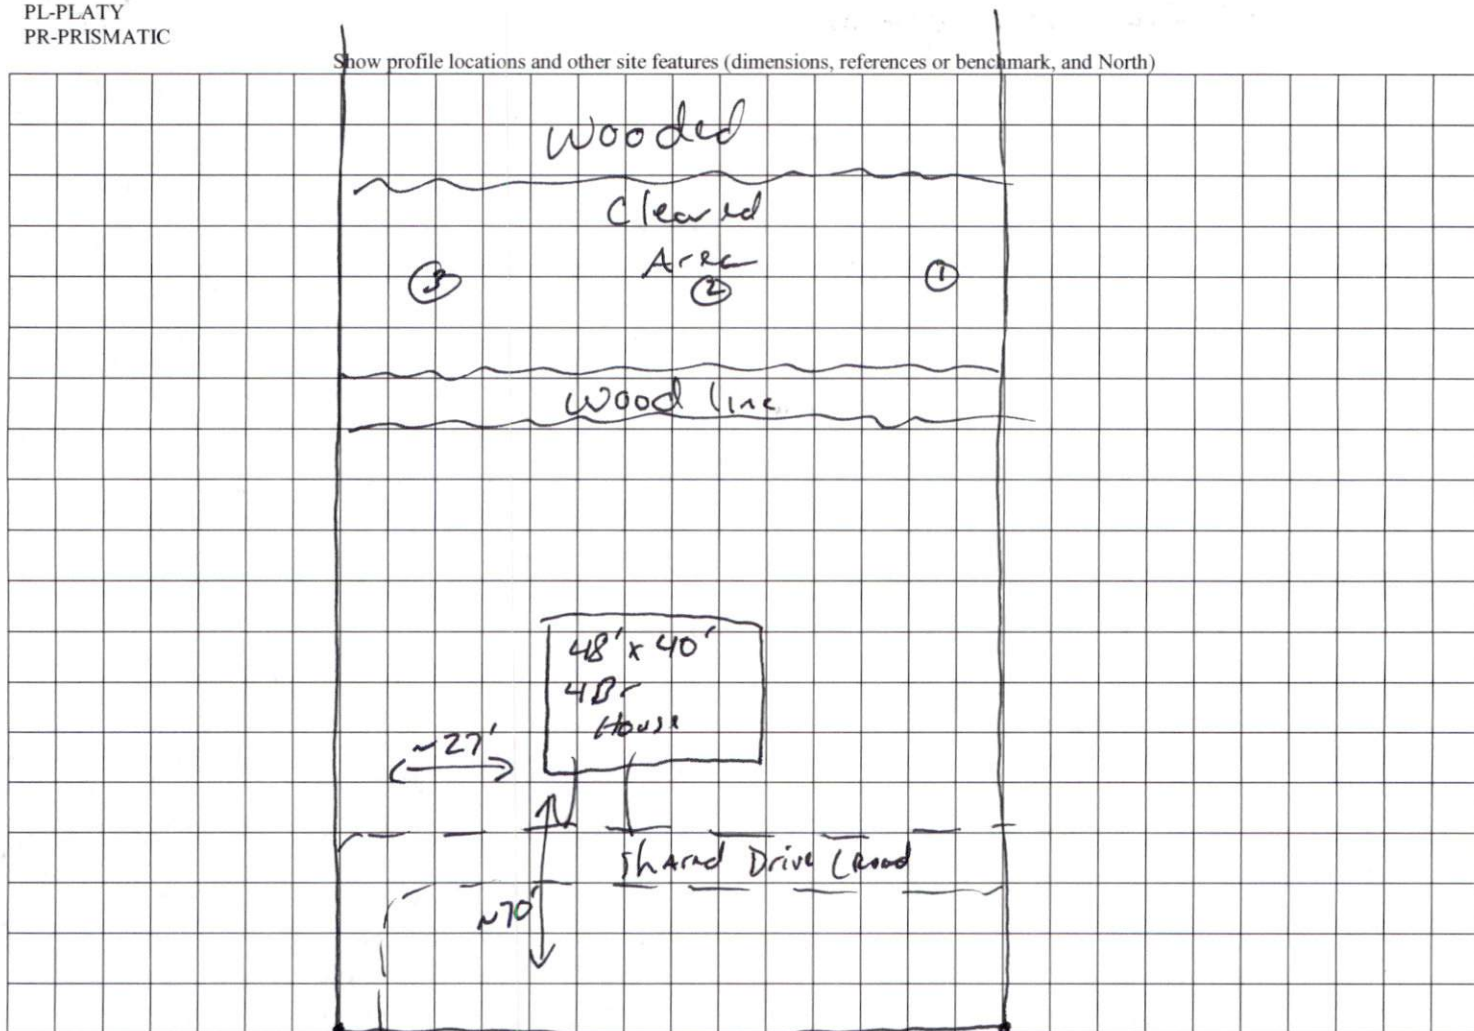 PL-PLATY
PR-PRISMATIC
Show profile locations and other site features (dimensions, references or benchmark, and North)
Wooded
Cleared
Area
3
2
1
Wood line
48' x 40'
4Br
House
~27'
Shared Drive (Road
~70'